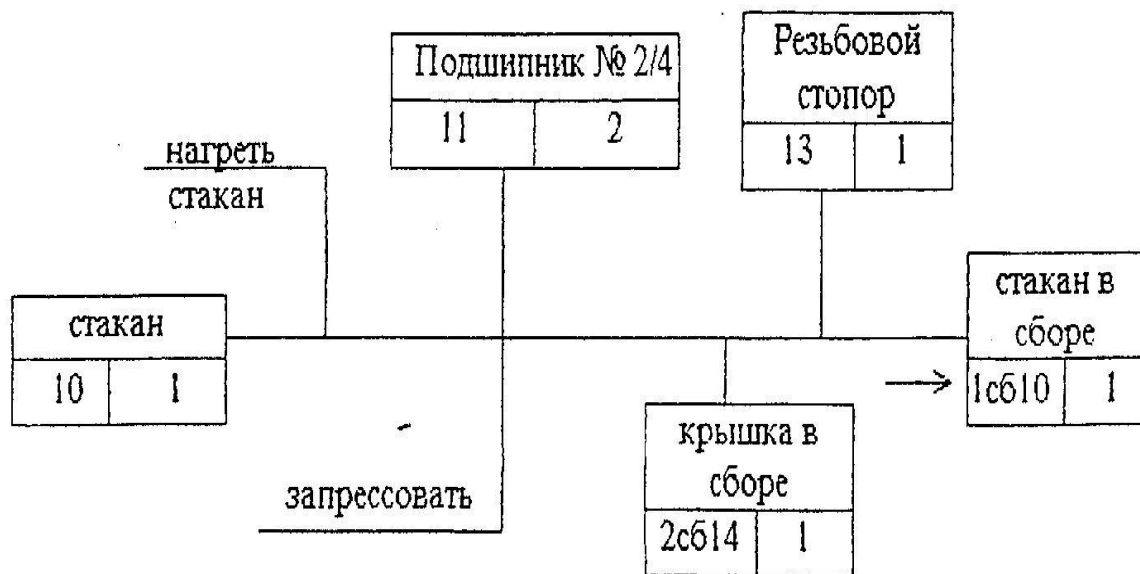 Подшипник № 2/4
11 2
Резьбовой
стопор
13 1
нагреть
стакан
стакан
10 1
стакан в
сборе
1сб10 1
крышка в
сборе
2сб14 1
запрессовать